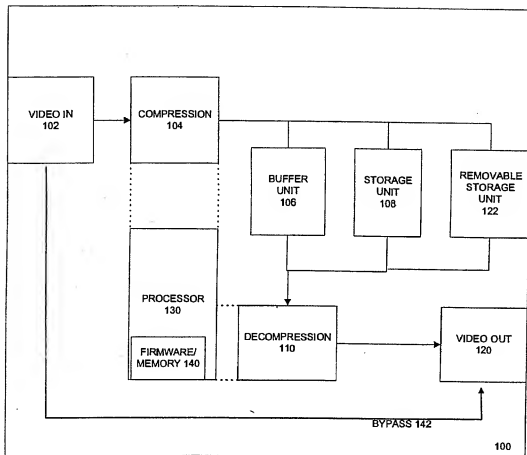 VIDEO IN
102
COMPRESSION
104
BUFFER
UNIT
106
STORAGE
UNIT
108
REMOVABLE
STORAGE
UNIT
122
PROCESSOR
130
FIRMWARE/
MEMORY 140
DECOMPRESSION
110
VIDEO OUT
120
BYPASS 142
100